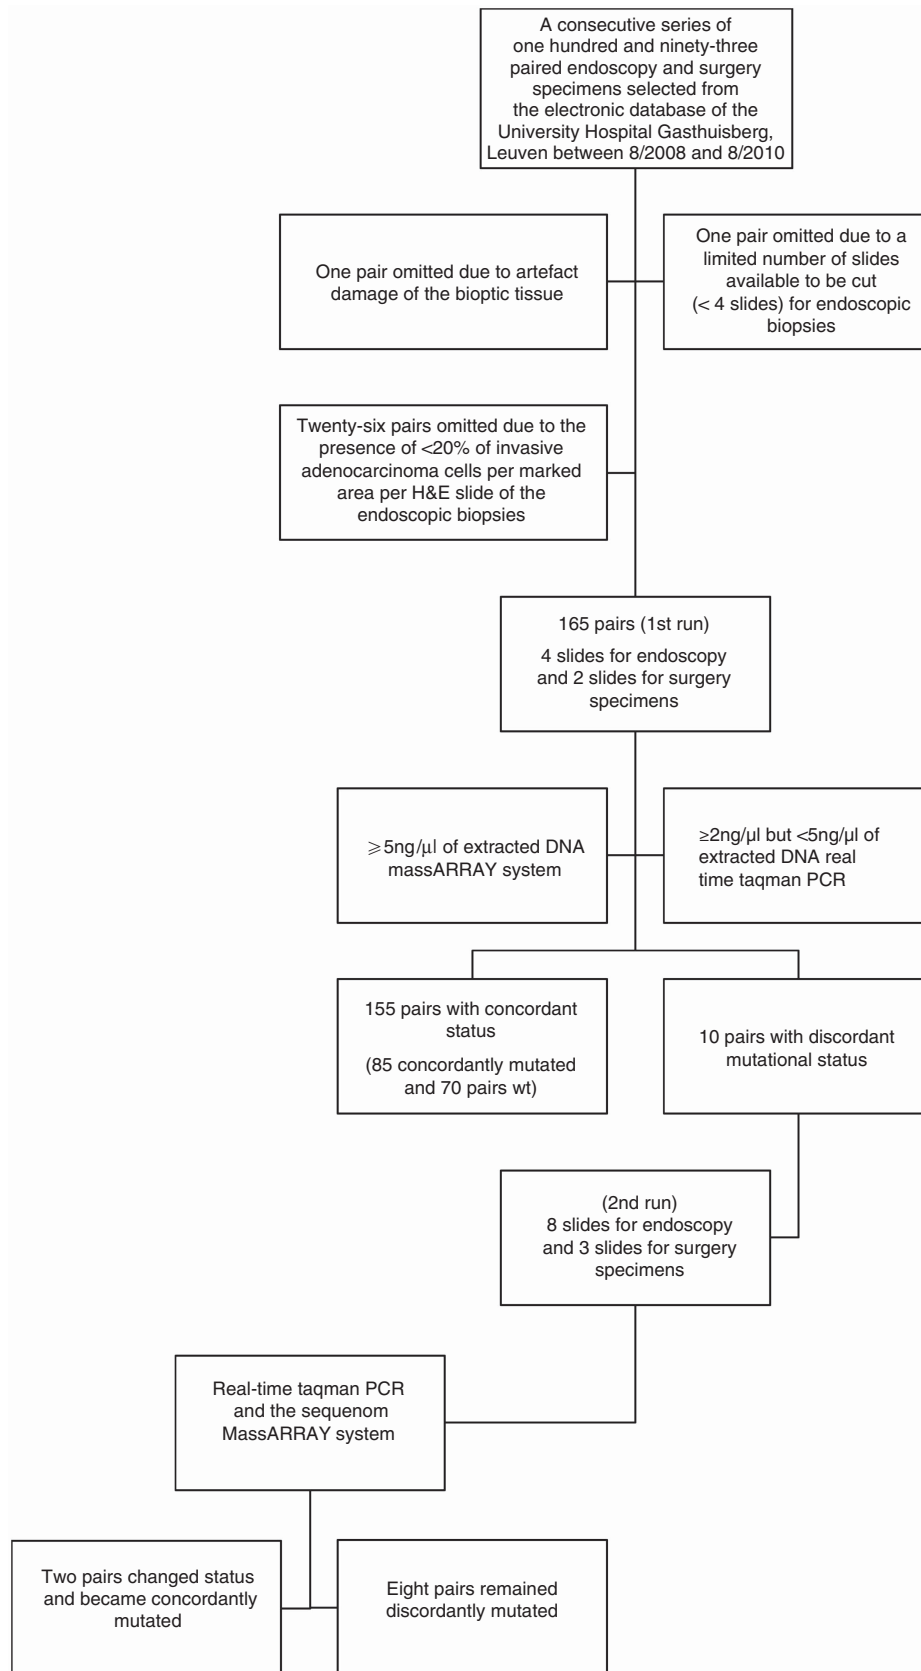 A consecutive series of
one hundred and ninety-three
paired endoscopy and surgery
specimens selected from
the electronic database of the
University Hospital Gasthuisberg,
Leuven between 8/2008 and 8/2010
One pair omitted due to artefact
damage of the bioptic tissue
One pair omitted due to a
limited number of slides
available to be cut
(< 4 slides) for endoscopic
biopsies
Twenty-six pairs omitted due to the
presence of <20% of invasive
adenocarcinoma cells per marked
area per H&E slide of the
endoscopic biopsies
165 pairs (1st run)
4 slides for endoscopy
and 2 slides for surgery
specimens
⩾5ng/μl of extracted DNA
massARRAY system
≥2ng/μl but <5ng/μl of
extracted DNA real
time taqman PCR
155 pairs with concordant
status
(85 concordantly mutated
and 70 pairs wt)
10 pairs with discordant
mutational status
(2nd run)
8 slides for endoscopy
and 3 slides for surgery
specimens
Real-time taqman PCR
and the sequenom
MassARRAY system
Two pairs changed status
and became concordantly
mutated
Eight pairs remained
discordantly mutated